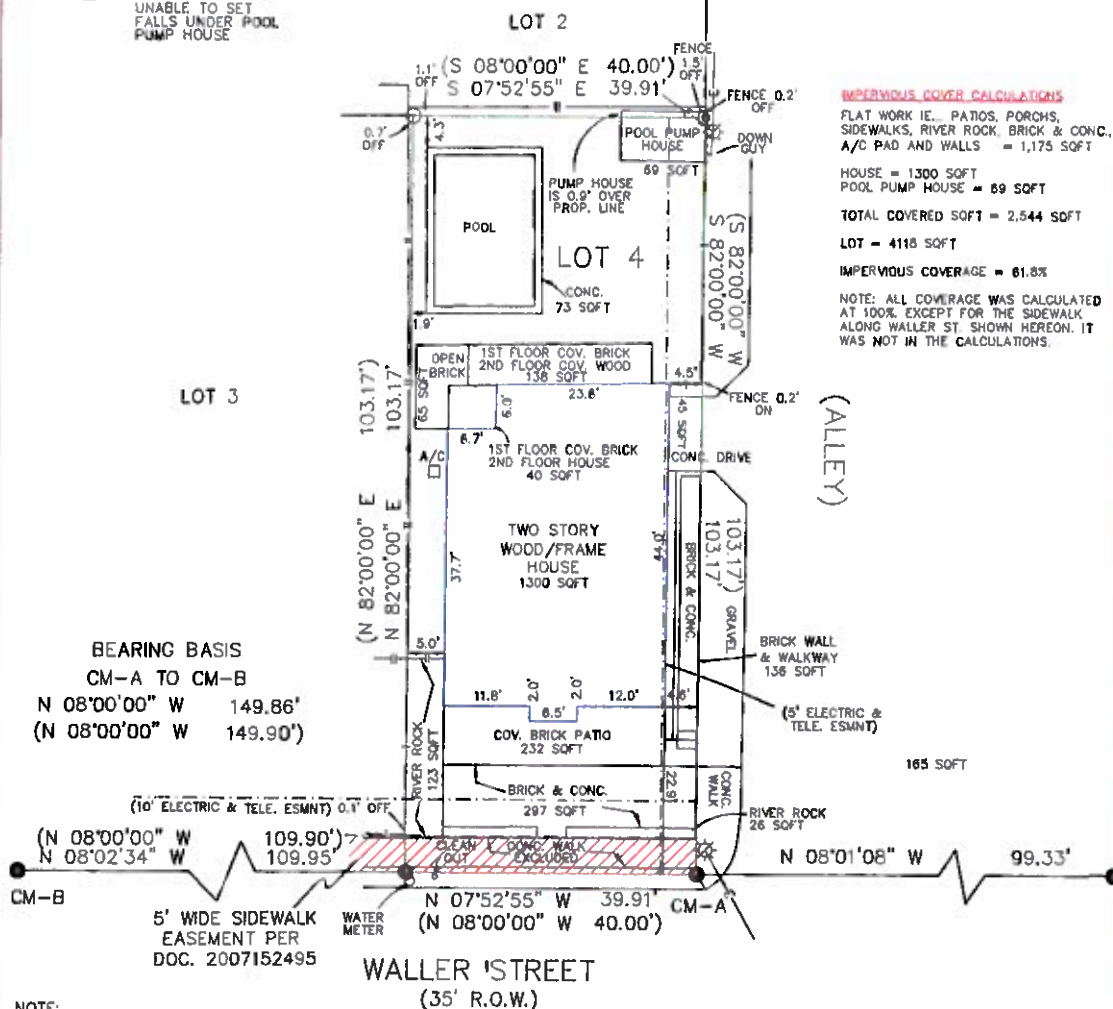 UNABLE TO SET
FALLS UNDER POOL
PUMP HOUSE
LOT 2
(S 08°00'00" E 40.00')
S 07°52'55" E 39.91'
1.1'
OFF
FENCE
1.5'
OFF
FENCE 0.2'
OFF
0.7'
OFF
4.3'
POOL PUMP
HOUSE
69 SQFT
DOWN
GUY
PUMP HOUSE
IS 0.9' OVER
PROP. LINE
POOL
LOT 4
CONC.
73 SQFT
1.9'
(S 82°00'00" W
S 82°00'00" W
103.17')
103.17'
IMPERVIOUS COVER CALCULATIONS
FLAT WORK IE.. PATIOS, PORCHS,
SIDEWALKS, RIVER ROCK, BRICK & CONC.,
A/C PAD AND WALLS = 1,175 SQFT
HOUSE = 1300 SQFT
POOL PUMP HOUSE = 69 SQFT
TOTAL COVERED SQFT = 2,544 SQFT
LOT = 4118 SQFT
IMPERVIOUS COVERAGE = 61.8%
NOTE: ALL COVERAGE WAS CALCULATED
AT 100% EXCEPT FOR THE SIDEWALK
ALONG WALLER ST. SHOWN HEREON. IT
WAS NOT IN THE CALCULATIONS.
LOT 3
OPEN
BRICK
65 SQFT
1ST FLOOR COV. BRICK
2ND FLOOR COV. WOOD
138 SQFT
23.8'
4.5'
FENCE 0.2'
ON
45 SQFT
CONC. DRIVE
(ALLEY)
6.7'
6.0'
1ST FLOOR COV. BRICK
2ND FLOOR HOUSE
40 SQFT
A/C
(N 82°00'00" E 103.17')
N 82°00'00" E 103.17'
37.7'
44.0'
TWO STORY
WOOD/FRAME
HOUSE
1300 SQFT
BRICK & CONC.
GRAVEL
BRICK WALL
& WALKWAY
136 SQFT
(5' ELECTRIC &
TELE. ESMNT)
5.0'
BEARING BASIS
CM-A TO CM-B
N 08°00'00" W 149.86'
(N 08°00'00" W 149.90')
11.8'
2.0'
6.5'
2.0'
12.0'
4.6'
COV. BRICK PATIO
232 SQFT
165 SQFT
RIVER ROCK
123 SQFT
BRICK & CONC.
297 SQFT
22.9'
CONC.
WALK
RIVER ROCK
26 SQFT
(10' ELECTRIC & TELE. ESMNT)
0.1' OFF
(N 08°00'00" W 109.90')
N 08°02'34" W 109.95'
CLEAN
OUT
CONC. WALK
EXCLUDED
N 08°01'08" W 99.33'
CM-B
CM-A
N 07°52'55" W 39.91'
(N 08°00'00" W 40.00')
5' WIDE SIDEWALK
EASEMENT PER
DOC. 2007152495
WATER
METER
WALLER STREET
(35' R.O.W.)
NOTE: